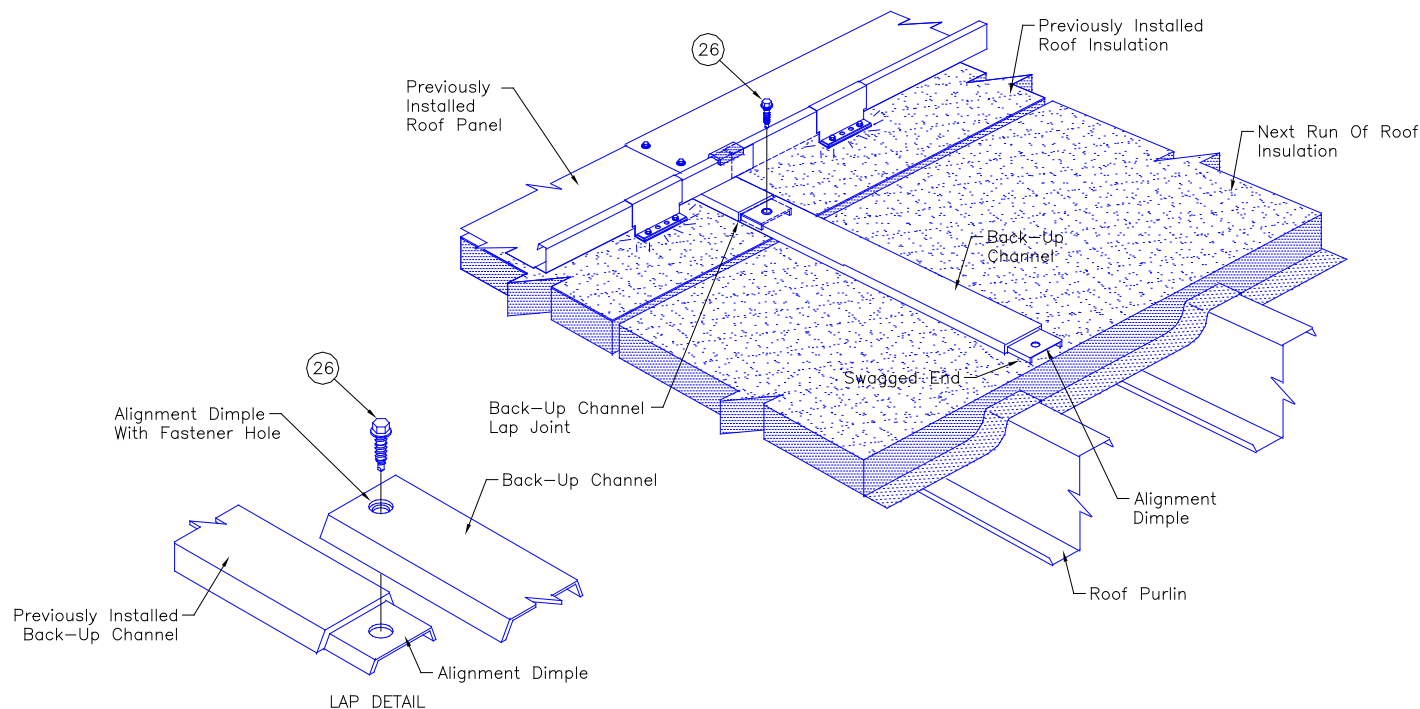 26
Previously Installed
Roof Insulation
Previously
Installed
Roof Panel
Next Run Of Roof
Insulation
Back-Up
Channel
Swagged End
Back-Up Channel
Lap Joint
Alignment
Dimple
Roof Purlin
26
Alignment Dimple
With Fastener Hole
Back-Up Channel
Previously Installed
Back-Up Channel
Alignment Dimple
LAP DETAIL